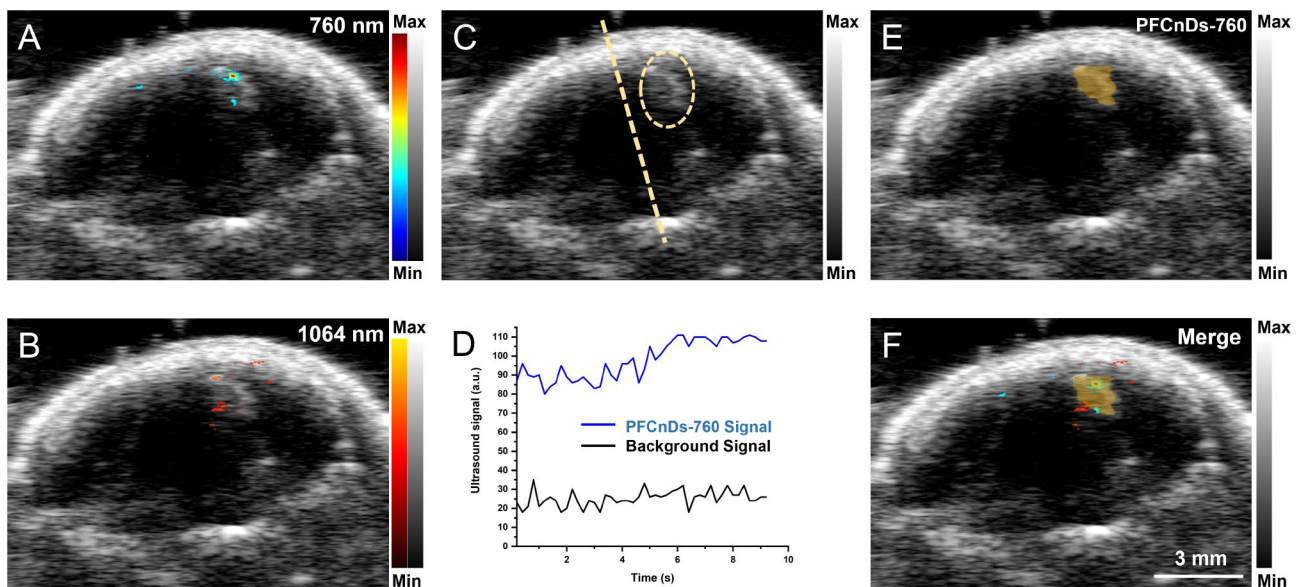 A
760 nm
Max
Min
C
Max
Min
E
PFCnDs-760
Max
Min
B
1064 nm
Max
Min
D
Ultrasound signal (a.u.)
110
100
90
80
70
60
50
40
30
20
10
0
PFCnDs-760 Signal
Background Signal
2 4 6 8 10
Time (s)
F
Merge
3 mm
Max
Min